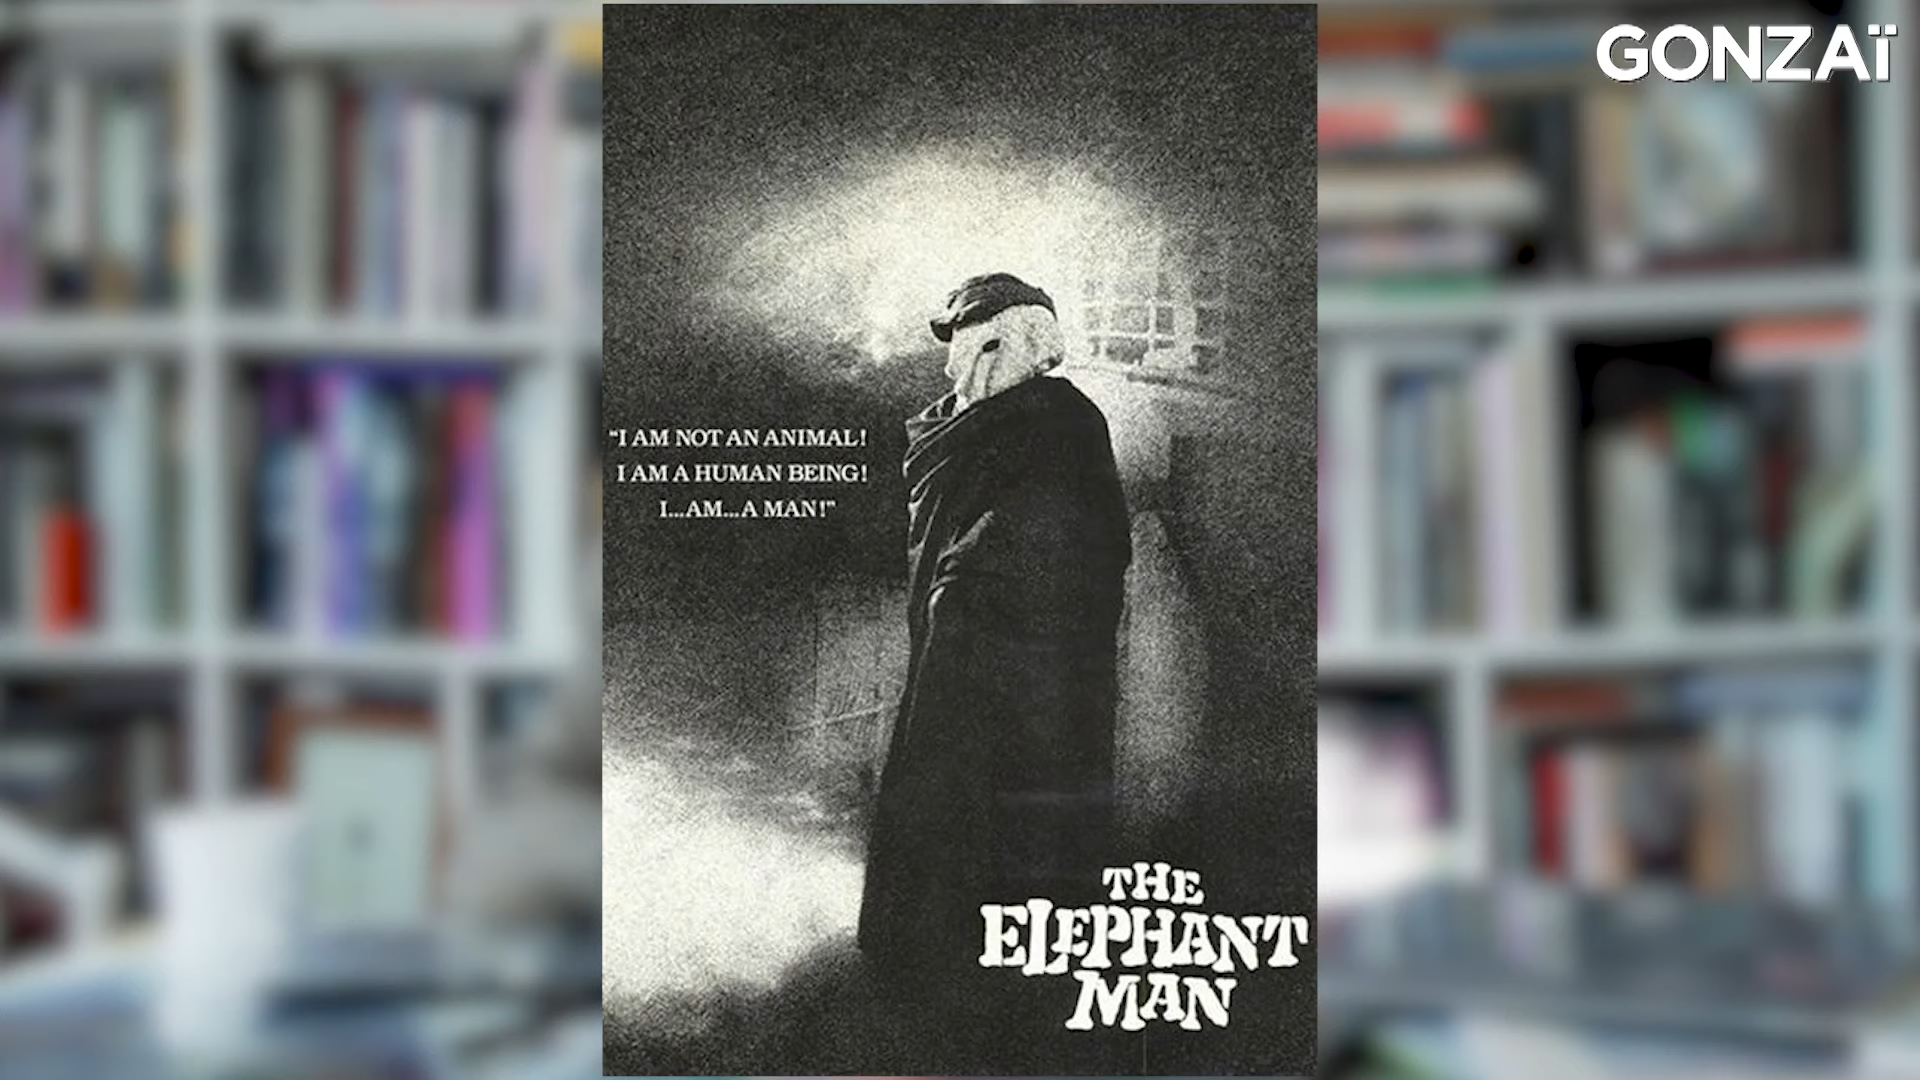 GONZAï
“I AM NOT AN ANIMAL!
I AM A HUMAN BEING!
I...AM...A MAN!”
THE
ELEPHANT
MAN